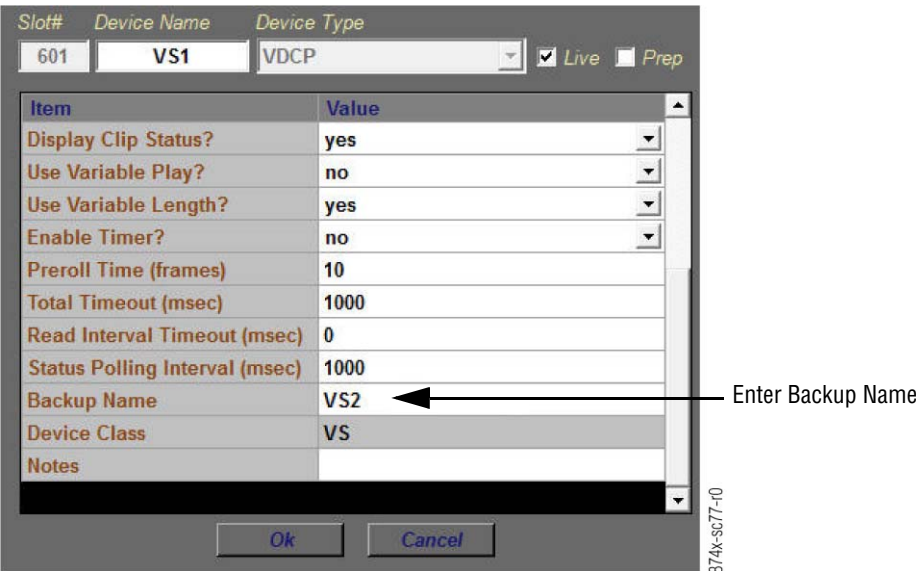 Slot# Device Name Device Type
601 VS1 VDCP Live Prep
Item Value
Display Clip Status? yes
Use Variable Play? no
Use Variable Length? yes
Enable Timer? no
Preroll Time (frames) 10
Total Timeout (msec) 1000
Read Interval Timeout (msec) 0
Status Polling Interval (msec) 1000
Backup Name VS2 Enter Backup Name
Device Class VS
Notes
Ok Cancel
874x-sc77-r0